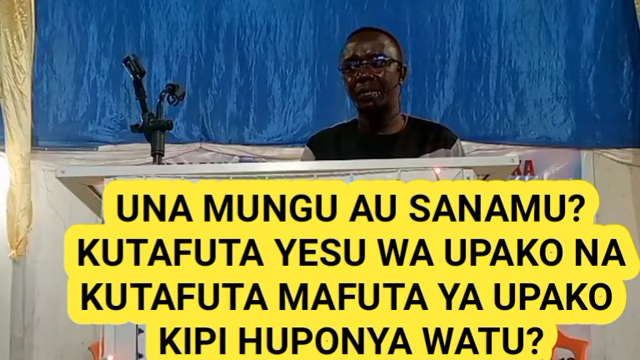 UNA MUNGU AU SANAMU?
KUTAFUTA YESU WA UPAKO NA
KUTAFUTA MAFUTA YA UPAKO
KIPI HUPONYA WATU?